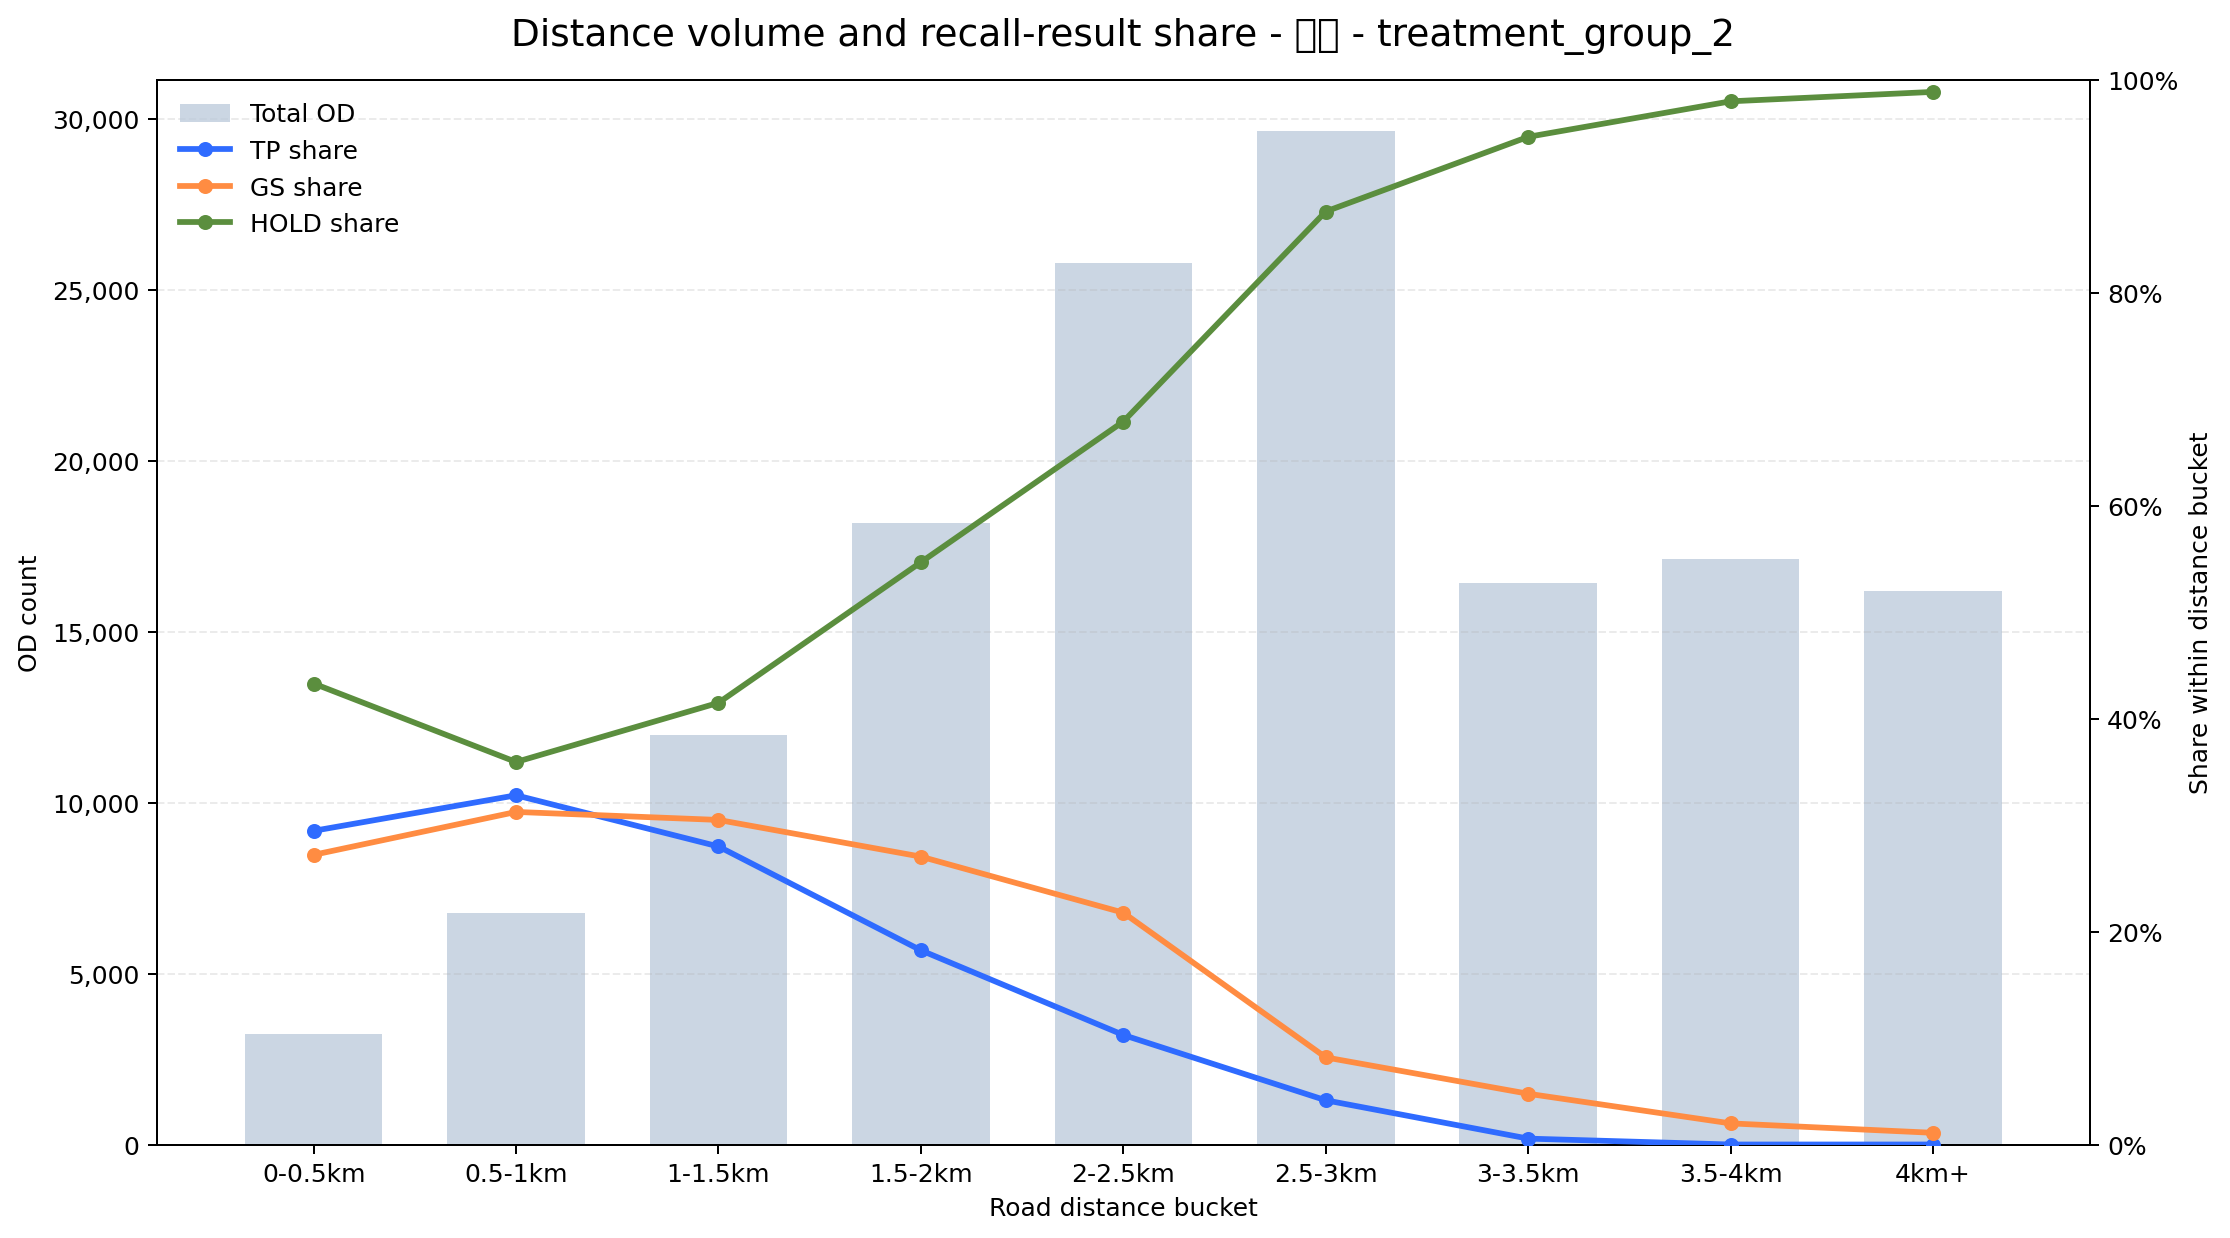 Distance volume and recall-result share - - treatment_group_2
Total OD
TP share
GS share
HOLD share
30,000
25,000
20,000
15,000
10,000
5,000
0
OD count
100%
80%
60%
40%
20%
0%
Share within distance bucket
0-0.5km
0.5-1km
1-1.5km
1.5-2km
2-2.5km
2.5-3km
3-3.5km
3.5-4km
4km+
Road distance bucket